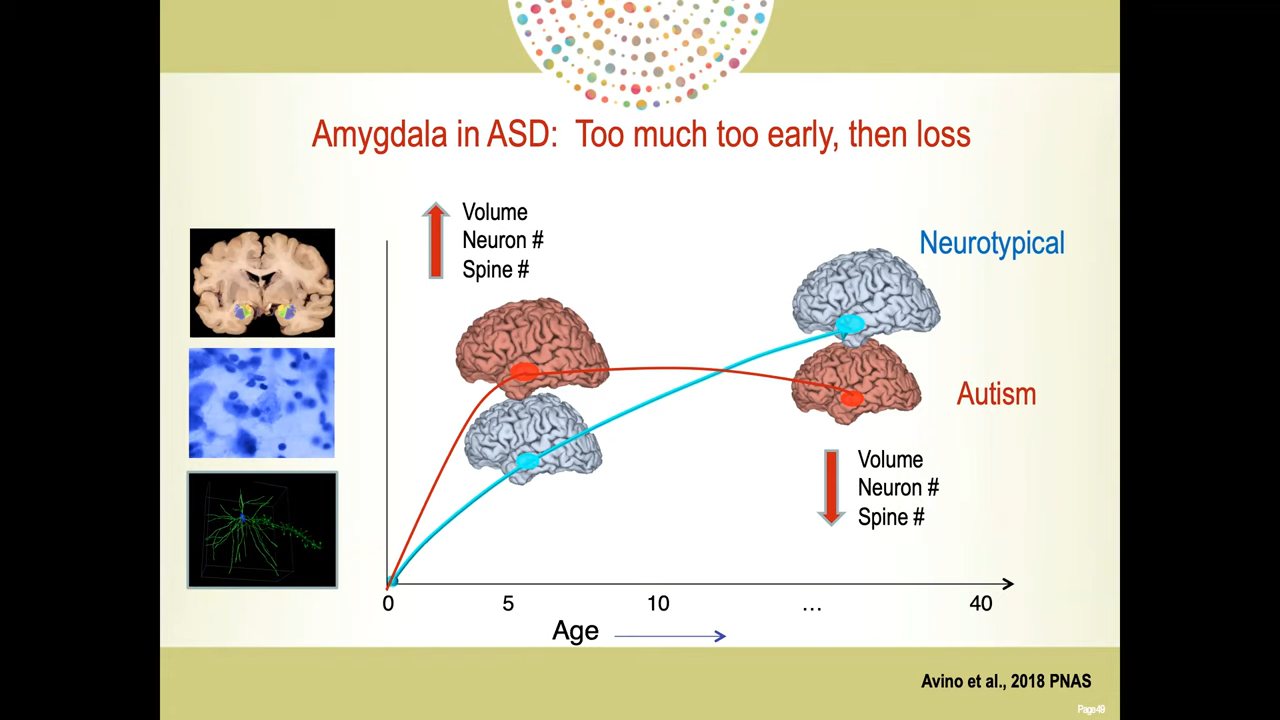 Amygdala in ASD: Too much too early, then loss
Volume
Neuron #
Spine #
Neurotypical
Autism
Volume
Neuron #
Spine #
0 5 10 … 40
Age
Avino et al., 2018 PNAS
Page49